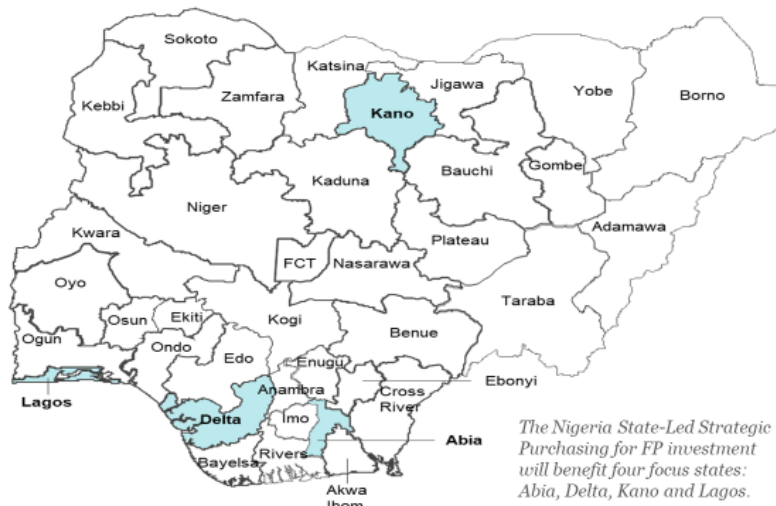 Sokoto
Katsina
Jigawa
Yobe
Borno
Kebbi
Zamfara
Kano
Bauchi
Gombe
Kaduna
Niger
Adamawa
Kwara
Plateau
FCT
Nasarawa
Oyo
Taraba
Osun
Ekiti
Kogi
Benue
Ogun
Ondo
Edo
Enugu
Ebonyi
Anambra
Cross
River
Lagos
Delta
Imo
Abia
Bayelsa
Rivers
Akwa
Ibom
The Nigeria State-Led Strategic
Purchasing for FP investment
will benefit four focus states:
Abia, Delta, Kano and Lagos.